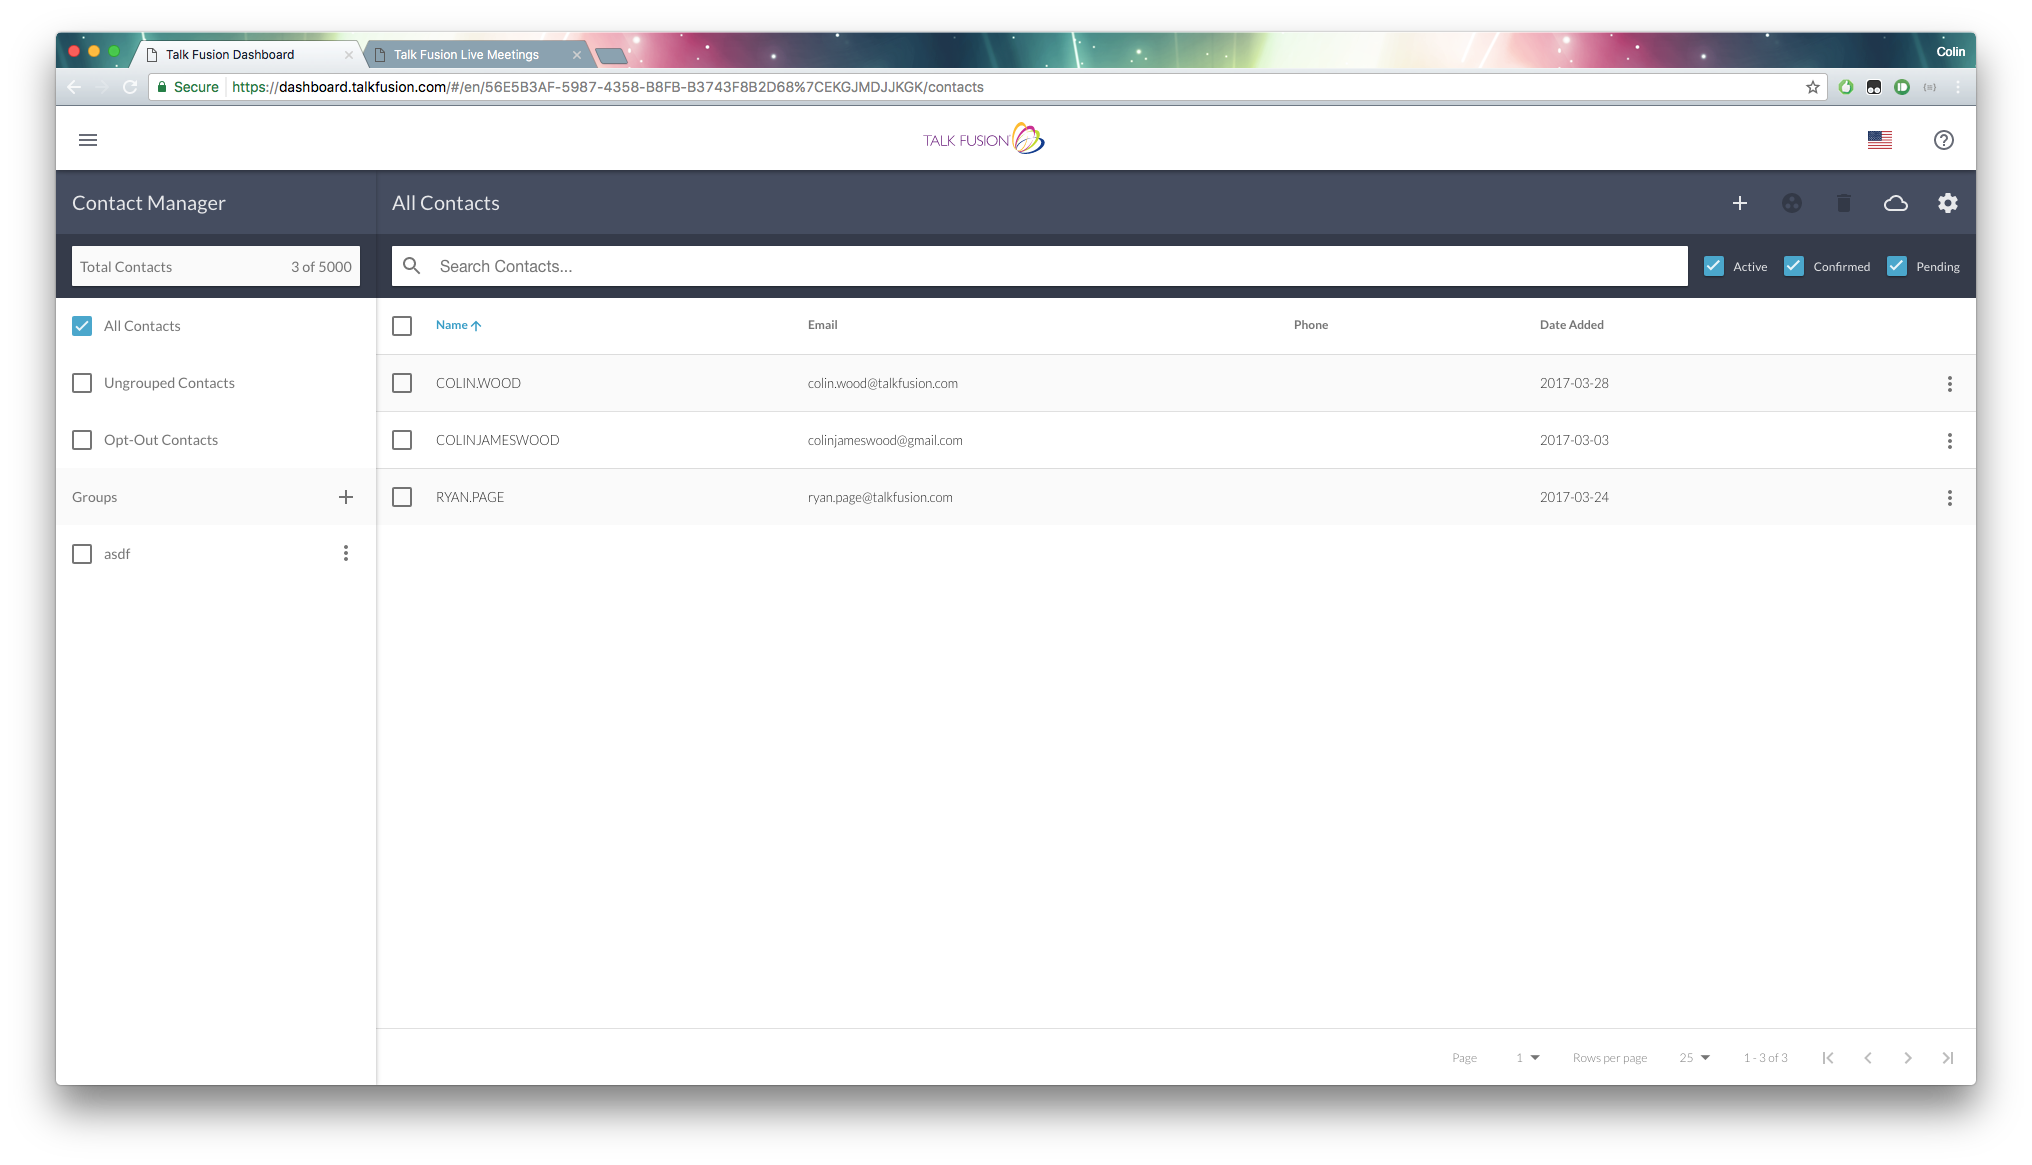 Talk Fusion Dashboard
Talk Fusion Live Meetings
Colin
Secure https://dashboard.talkfusion.com/#/en/56E5B3AF-5987-4358-B8FB-B3743F8B2D68%7CEKGJMDJJKGK/contacts
TALK FUSION
Contact Manager
All Contacts
Total Contacts 3 of 5000
Search Contacts...
Active Confirmed Pending
All Contacts
Ungrouped Contacts
Opt-Out Contacts
Groups
asdf
Name Email Phone Date Added
COLIN.WOOD colin.wood@talkfusion.com 2017-03-28
COLINJAMESWOOD colinjameswood@gmail.com 2017-03-03
RYAN.PAGE ryan.page@talkfusion.com 2017-03-24
Page 1 Rows per page 25 1 - 3 of 3